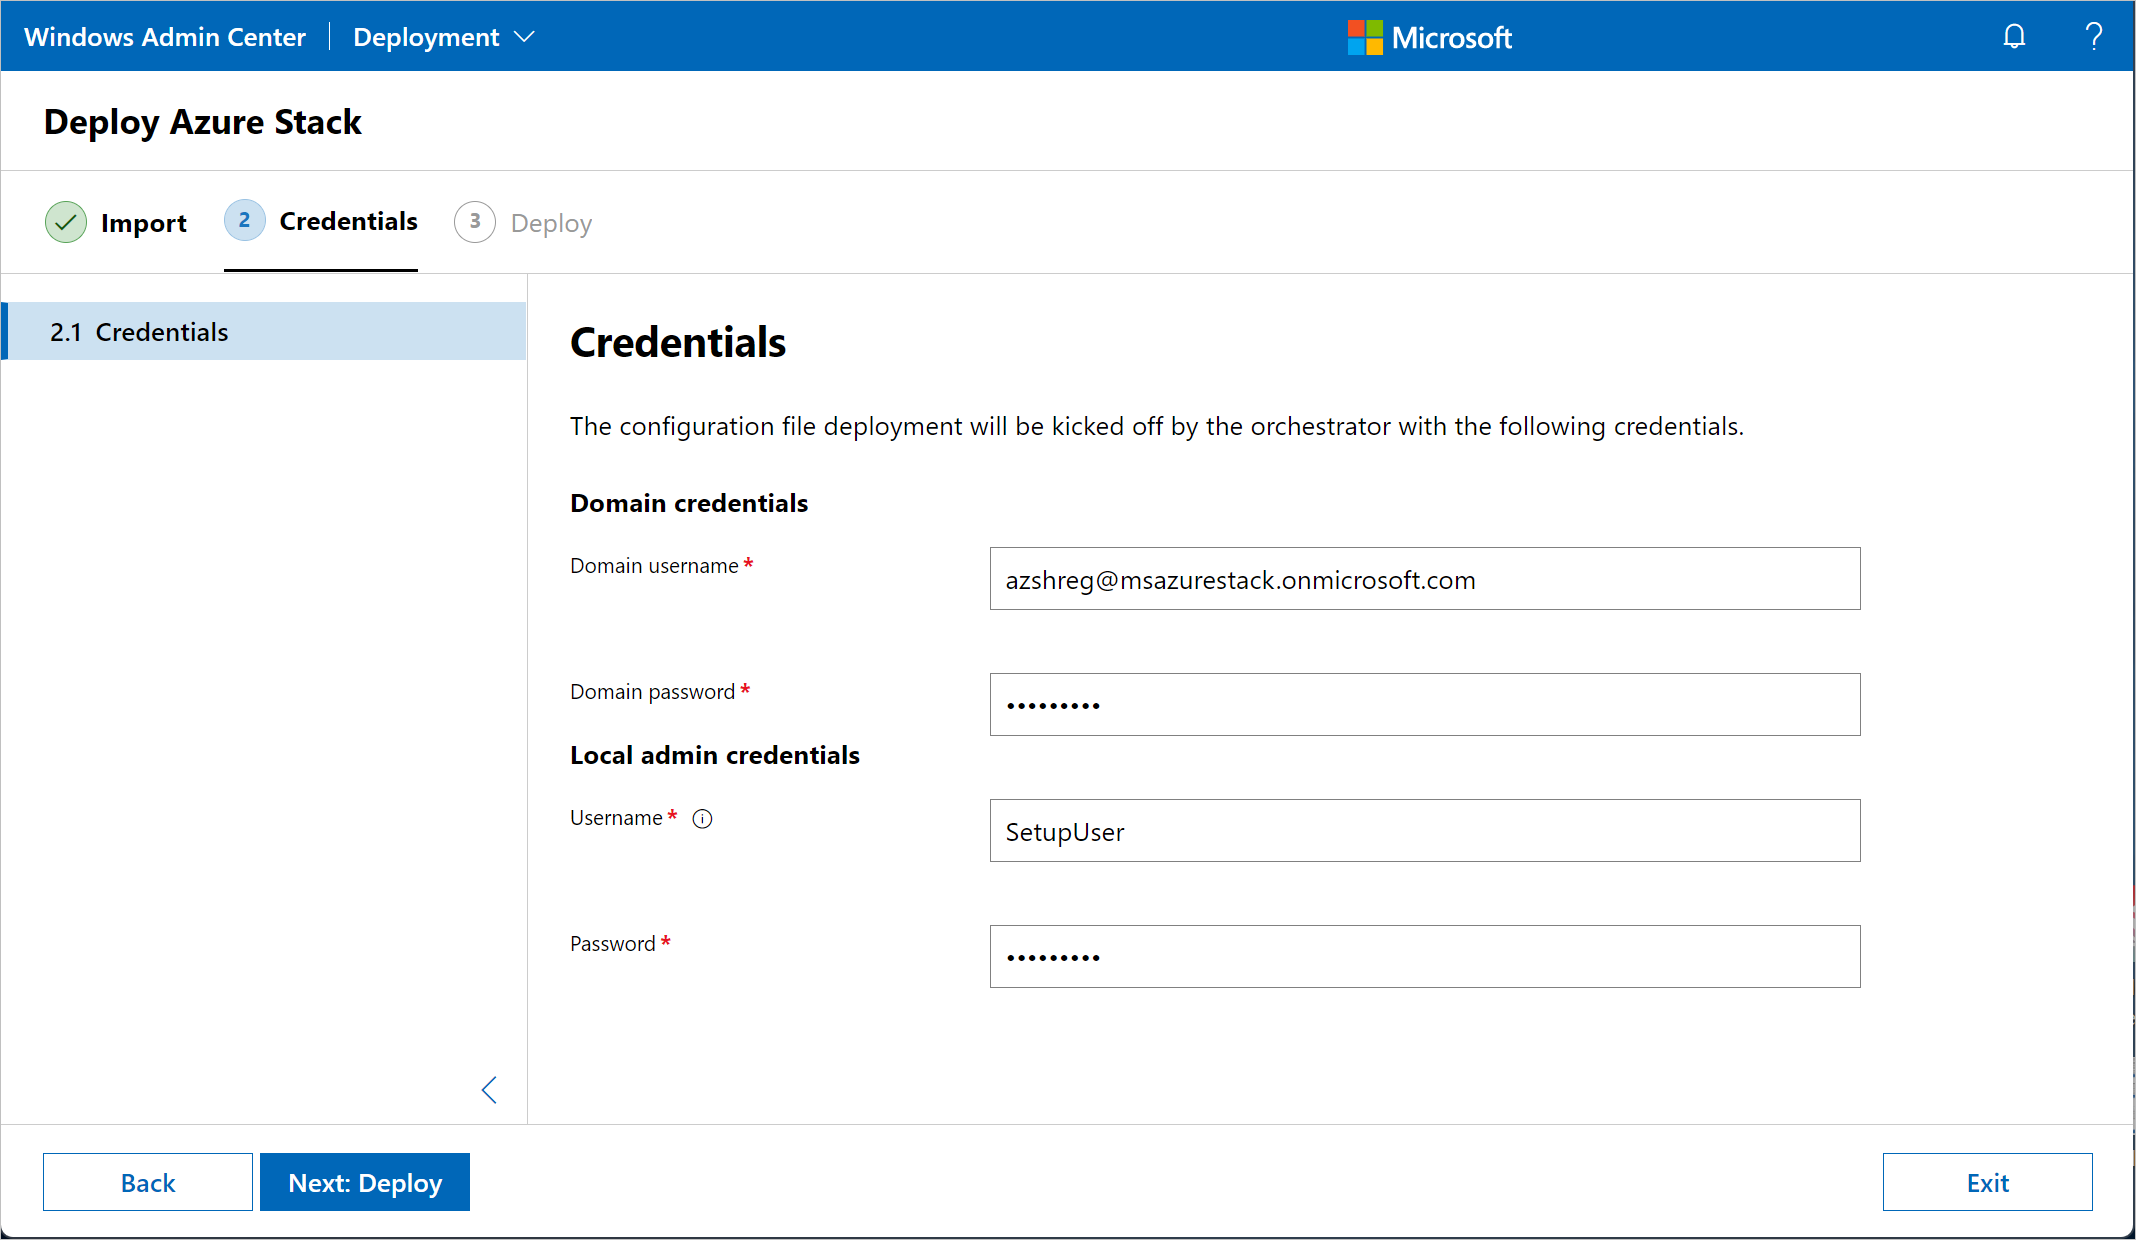 Windows Admin Center Deployment Microsoft ?
Deploy Azure Stack
Import 2 Credentials 3 Deploy
2.1 Credentials
Credentials
The configuration file deployment will be kicked off by the orchestrator with the following credentials.
Domain credentials
Domain username *
azshreg@msazurestack.onmicrosoft.com
Domain password *
•••••••••
Local admin credentials
Username *
SetupUser
Password *
•••••••••
Back Next: Deploy Exit